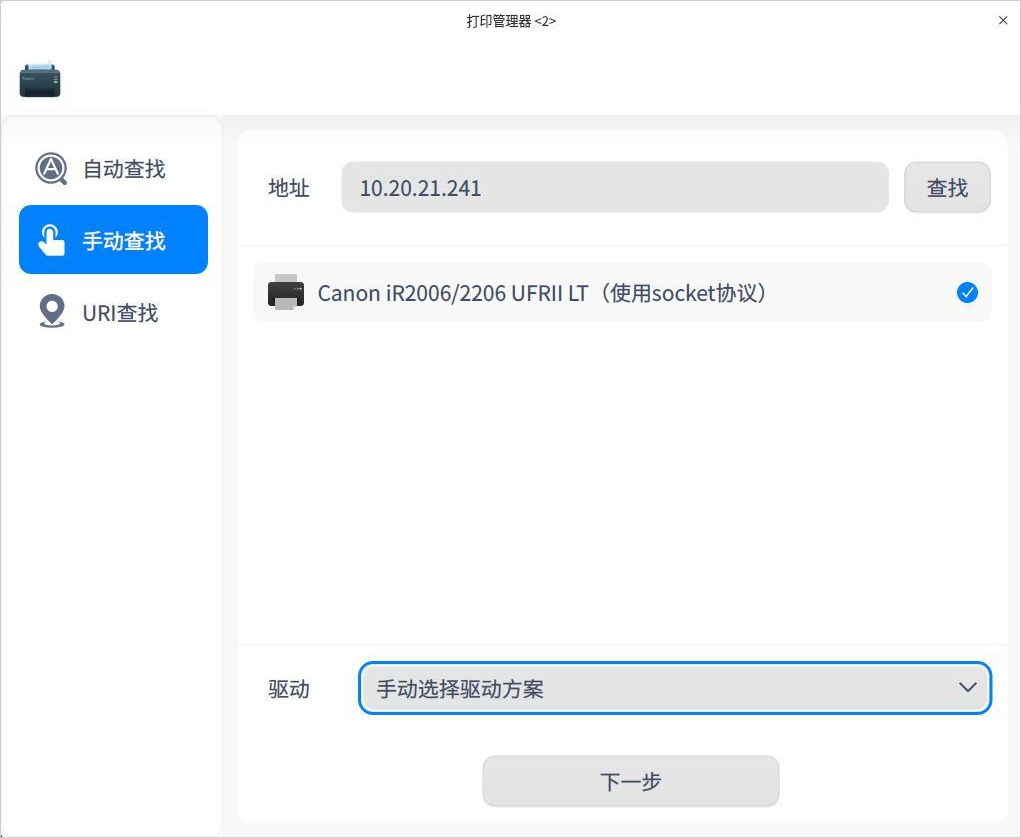 打印管理器 <2>
自动查找
手动查找
URI查找
地址
10.20.21.241
查找
Canon iR2006/2206 UFRII LT（使用socket协议）
驱动
手动选择驱动方案
下一步